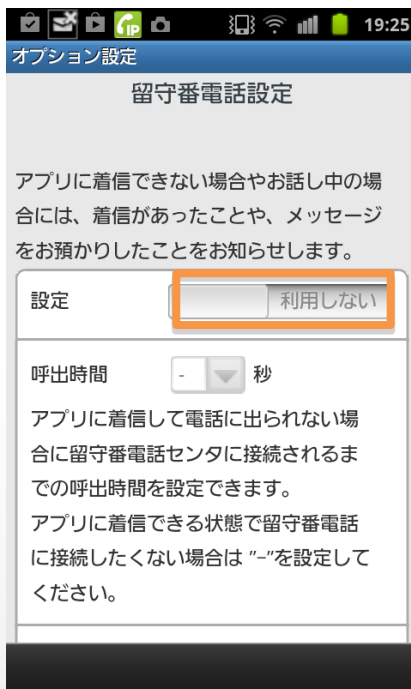 19:25
オプション設定
留守番電話設定
アプリに着信できない場合やお話し中の場
合には、着信があったことや、メッセージ
をお預かりしたことをお知らせします。
設定 利用しない
呼出時間 - 秒
アプリに着信して電話に出られない場
合に留守番電話センタに接続されるま
での呼出時間を設定できます。
アプリに着信できる状態で留守番電話
に接続したくない場合は "-"を設定して
ください。